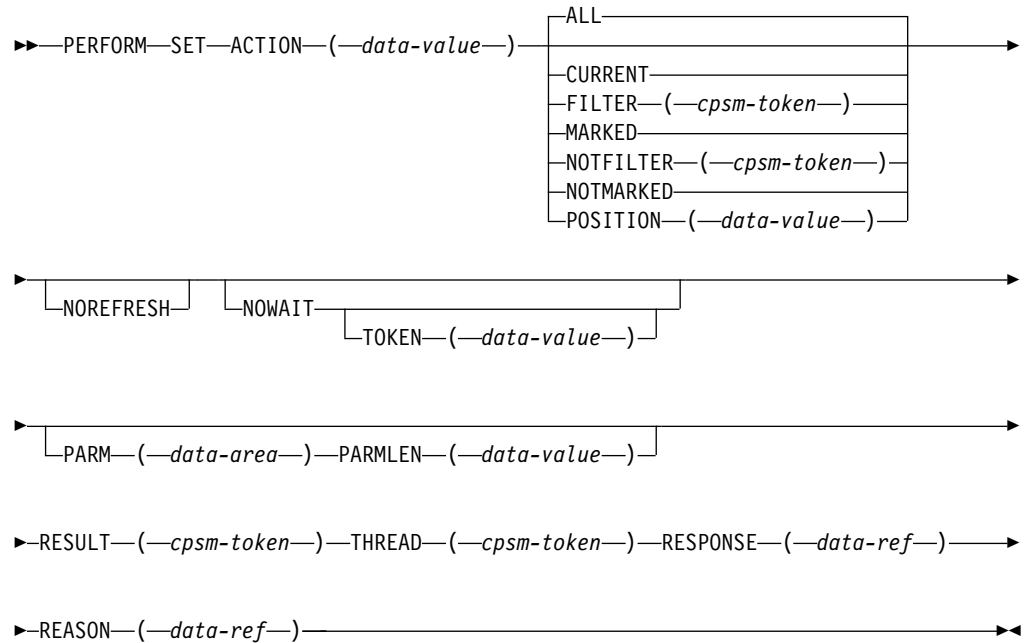 ALL
PERFORM SET ACTION ( data-value )
CURRENT
FILTER ( cpsm-token )
MARKED
NOTFILTER ( cpsm-token )
NOTMARKED
POSITION ( data-value )
NOREFRESH NOWAIT
TOKEN ( data-value )
PARM ( data-area ) PARMLEN ( data-value )
RESULT ( cpsm-token ) THREAD ( cpsm-token ) RESPONSE ( data-ref )
REASON ( data-ref )